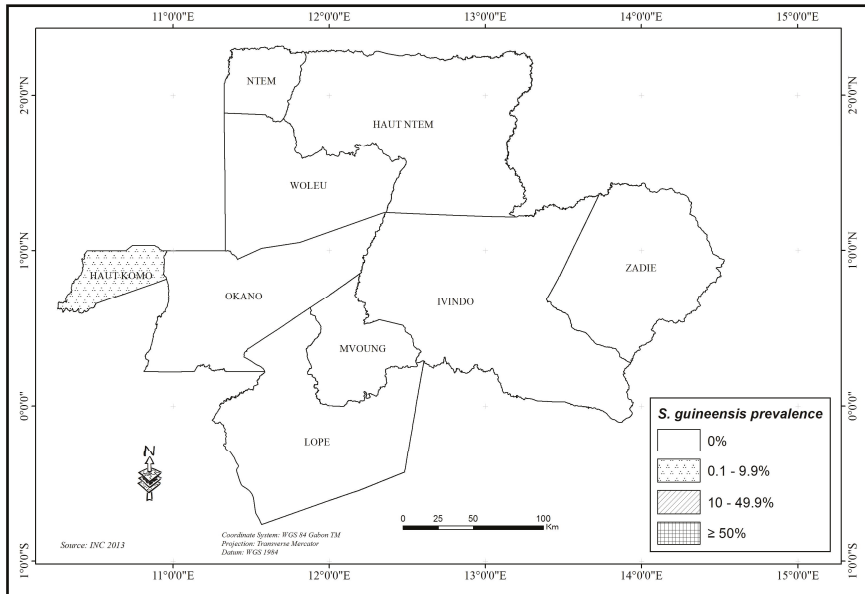 11°0'0"E 12°0'0"E 13°0'0"E 14°0'0"E 15°0'0"E
2°0'0"N 2°0'0"N
1°0'0"N 1°0'0"N
0°0'0" 0°0'0"
1°0'0"S 1°0'0"S
NTEM
HAUT NTEM
WOLEU
HAUT KOMO
OKANO
ZADIE
IVINDO
MVOUNG
LOPE
S. guineensis prevalence
0%
0.1 - 9.9%
10 - 49.9%
≥ 50%
N
0 25 50 100
Km
Source: INC 2013
Coordinate System: WGS 84 Gabon TM
Projection: Transverse Mercator
Datum: WGS 1984
11°0'0"E 12°0'0"E 13°0'0"E 14°0'0"E 15°0'0"E